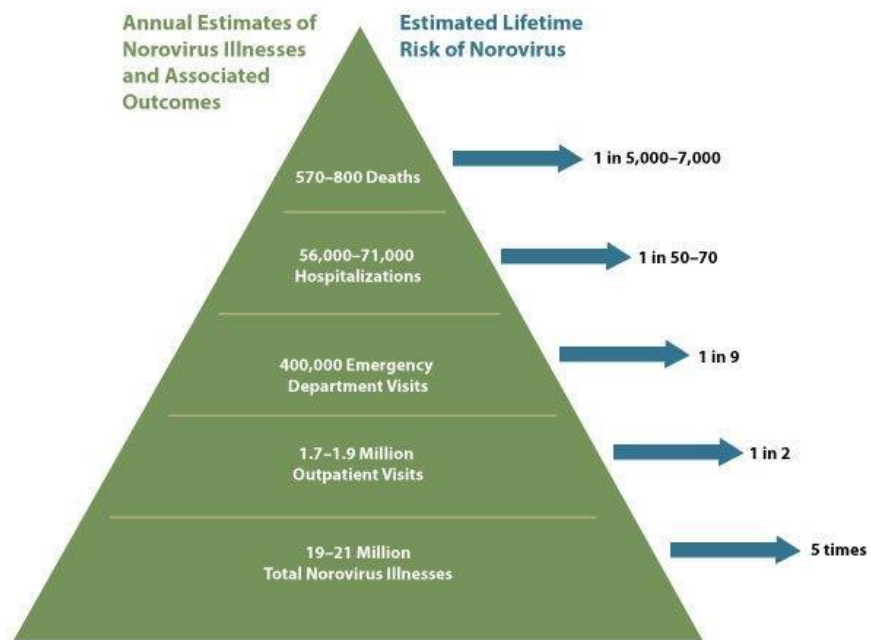 Annual Estimates of
Norovirus Illnesses
and Associated
Outcomes
Estimated Lifetime
Risk of Norovirus
570–800 Deaths
1 in 5,000–7,000
56,000–71,000
Hospitalizations
1 in 50–70
400,000 Emergency
Department Visits
1 in 9
1.7–1.9 Million
Outpatient Visits
1 in 2
19–21 Million
Total Norovirus Illnesses
5 times